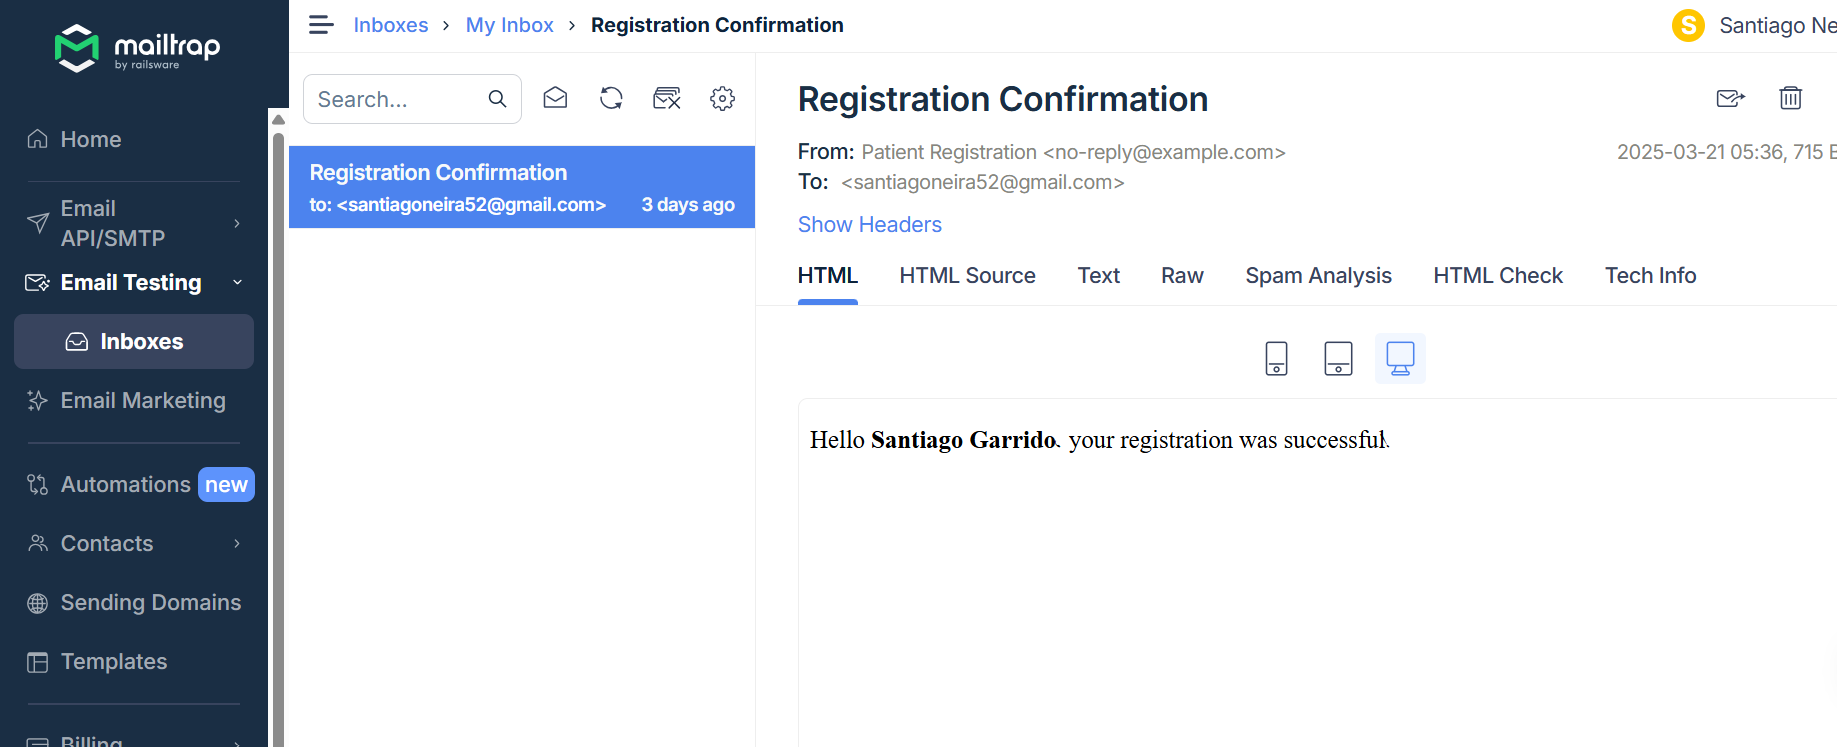 mailtrap
by railsware
Home
Email
API/SMTP
Email Testing
Inboxes
Email Marketing
Automations new
Contacts
Sending Domains
Templates
Billing
Inboxes > My Inbox > Registration Confirmation
S Santiago Ne
Search...
Registration Confirmation
to: <santiagoneira52@gmail.com> 3 days ago
Registration Confirmation
From: Patient Registration <no-reply@example.com>
2025-03-21 05:36, 715 B
To: <santiagoneira52@gmail.com>
Show Headers
HTML HTML Source Text Raw Spam Analysis HTML Check Tech Info
Hello Santiago Garrido, your registration was successful.